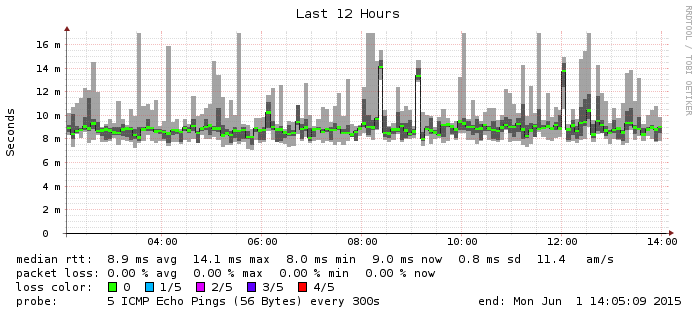 Last 12 Hours
RRDTOOL / TOBI OETIKER
Seconds
16 m
14 m
12 m
10 m
8 m
6 m
4 m
2 m
0
04:00 06:00 08:00 10:00 12:00 14:00
median rtt: 8.9 ms avg 14.1 ms max 8.0 ms min 9.0 ms now 0.8 ms sd 11.4 am/s
packet loss: 0.00 % avg 0.00 % max 0.00 % min 0.00 % now
loss color: 0 1/5 2/5 3/5 4/5
probe: 5 ICMP Echo Pings (56 Bytes) every 300s end: Mon Jun 1 14:05:09 2015